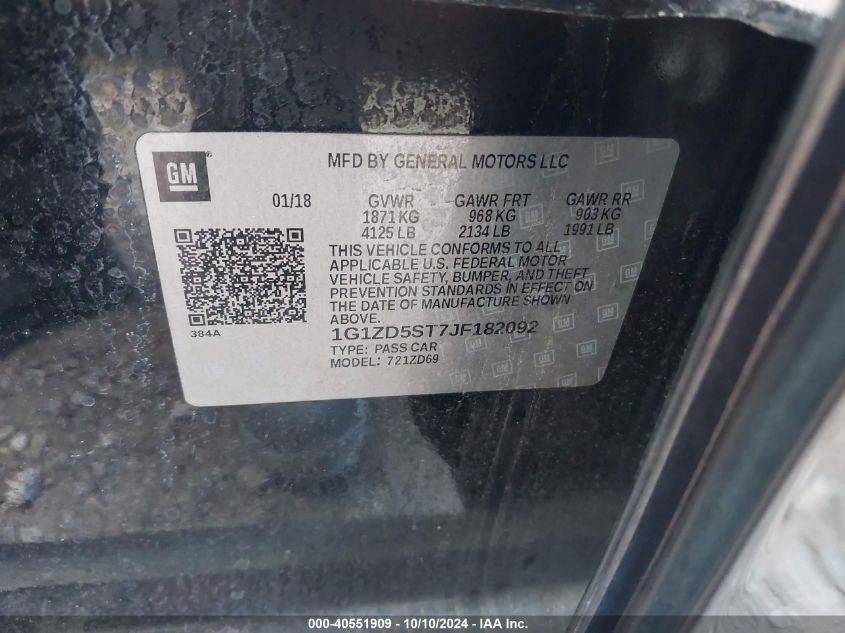 GM
MFD BY GENERAL MOTORS LLC
01/18 GVWR GAWR FRT GAWR RR
1871 KG 968 KG 903 KG
4125 LB 2134 LB 1991 LB
THIS VEHICLE CONFORMS TO ALL
APPLICABLE U.S. FEDERAL MOTOR
VEHICLE SAFETY, BUMPER, AND THEFT
PREVENTION STANDARDS IN EFFECT ON
THE DATE OF MANUFACTURE SHOWN
ABOVE.
384A
1G1ZD5ST7JF182092
TYPE: PASS CAR
MODEL: 721ZD69
000-40551909 - 10/10/2024 - IAA Inc.